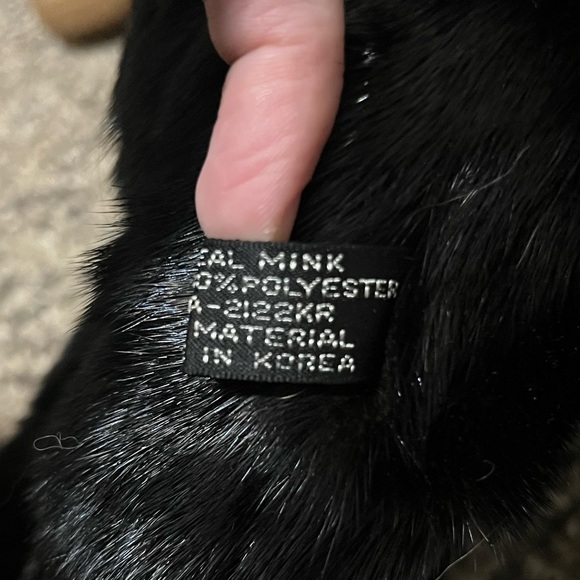 EAL MINK
0%POLYESTER
A-2122KR
MATERIAL
IN KOREA